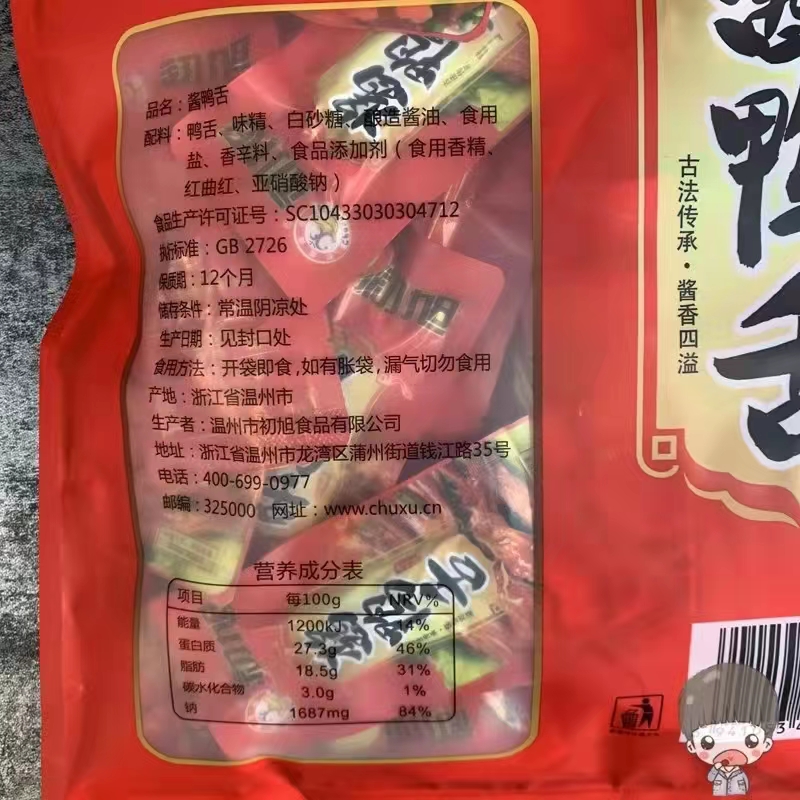 品名：酱鸭舌
配料：鸭舌、味精、白砂糖、酿造酱油、食用
盐、香辛料、食品添加剂（食用香精、
红曲红、亚硝酸钠）
食品生产许可证号：SC10433030304712
执行标准：GB 2726
保质期：12个月
储存条件：常温阴凉处
生产日期：见封口处
食用方法：开袋即食，如有胀袋，漏气切勿食用
产地：浙江省温州市
生产者：温州市初旭食品有限公司
地址：浙江省温州市龙湾区蒲州街道钱江路35号
电话：400-699-0977
邮编：325000 网址：www.chuxu.cn
营养成分表
项目 每100g NRV%
能量 1200kJ 14%
蛋白质 27.3g 46%
脂肪 18.5g 31%
碳水化合物 3.0g 1%
钠 1687mg 84%
酱鸭舌
古法传承·酱香四溢